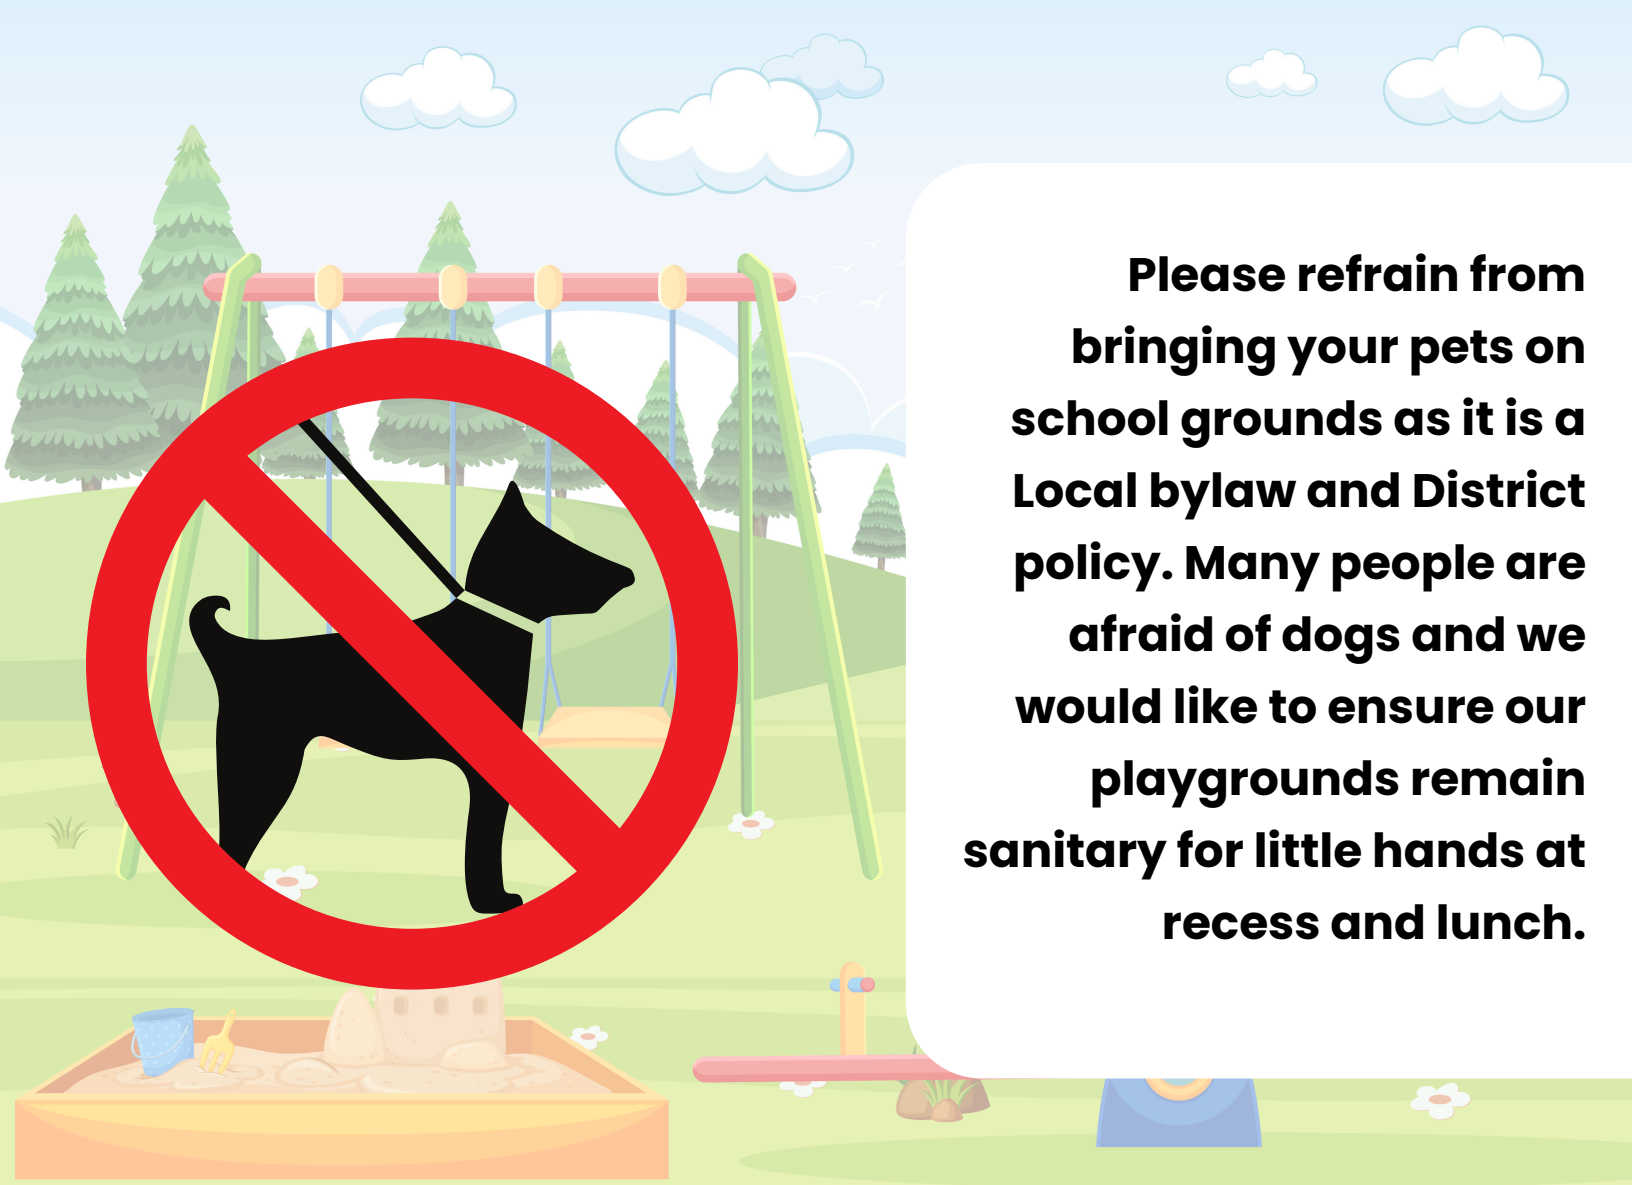 Please refrain from
bringing your pets on
school grounds as it is a
Local bylaw and District
policy. Many people are
afraid of dogs and we
would like to ensure our
playgrounds remain
sanitary for little hands at
recess and lunch.